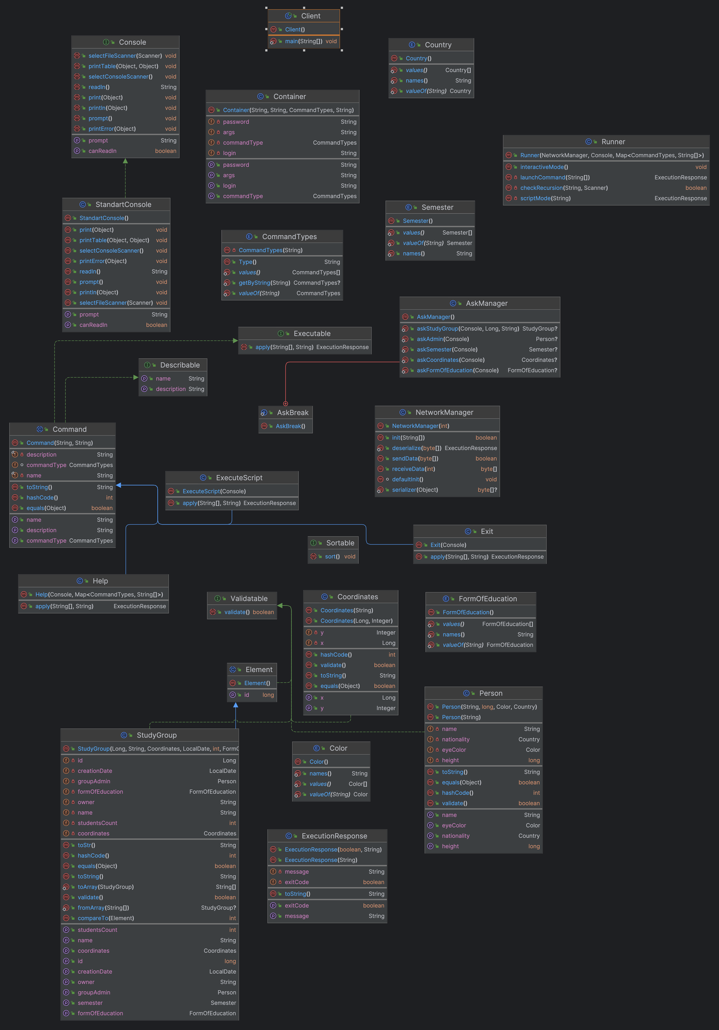 Client
Client()
main(String[]) void
Console
selectFileScanner(Scanner) void
printTable(Object, Object) void
selectConsoleScanner() void
readln() String
print(Object) void
println(Object) void
prompt() void
printError(Object) void
prompt String
canReadln boolean
Country
Country()
values() Country[]
names() String
valueOf(String) Country
Container
Container(String, String, CommandTypes, String)
password String
args String
commandType CommandTypes
login String
password String
args String
login String
commandType CommandTypes
Runner
Runner(NetworkManager, Console, Map<CommandTypes, String[]>)
interactiveMode() void
launchCommand(String[]) ExecutionResponse
checkRecursion(String, Scanner) boolean
scriptMode(String) ExecutionResponse
StandartConsole
StandartConsole()
print(Object) void
printTable(Object, Object) void
selectConsoleScanner() void
printError(Object) void
readln() String
prompt() void
println(Object) void
selectFileScanner(Scanner) void
prompt String
canReadln boolean
Semester
Semester()
values() Semester[]
valueOf(String) Semester
names() String
CommandTypes
CommandTypes(String)
Type() String
values() CommandTypes[]
getByString(String) CommandTypes?
valueOf(String) CommandTypes
AskManager
AskManager()
askStudyGroup(Console, Long, String) StudyGroup?
askAdmin(Console) Person?
askSemester(Console) Semester?
askCoordinates(Console) Coordinates?
askFormOfEducation(Console) FormOfEducation?
Executable
apply(String[], String) ExecutionResponse
Describable
name String
description String
AskBreak
AskBreak()
NetworkManager
NetworkManager(int)
init(String[]) boolean
deserialize(byte[]) ExecutionResponse
sendData(byte[]) boolean
receiveData(int) byte[]
defaultInit() void
serializer(Object) byte[]?
Command
Command(String, String)
description String
commandType CommandTypes
name String
toString() String
hashCode() int
equals(Object) boolean
name String
description String
commandType CommandTypes
ExecuteScript
ExecuteScript(Console)
apply(String[], String) ExecutionResponse
Exit
Exit(Console)
apply(String[], String) ExecutionResponse
Sortable
sort() void
Help
Help(Console, Map<CommandTypes, String[]>)
apply(String[], String) ExecutionResponse
Validatable
validate() boolean
Coordinates
Coordinates(String)
Coordinates(Long, Integer)
y Integer
x Long
hashCode() int
validate() boolean
toString() String
equals(Object) boolean
x Long
y Integer
FormOfEducation
FormOfEducation()
values() FormOfEducation[]
names() String
valueOf(String) FormOfEducation
Element
Element()
id long
Person
Person(String, long, Color, Country)
Person(String)
name String
nationality Country
eyeColor Color
height long
toString() String
equals(Object) boolean
hashCode() int
validate() boolean
name String
eyeColor Color
nationality Country
height long
StudyGroup
StudyGroup(Long, String, Coordinates, LocalDate, int, FormC
id Long
creationDate LocalDate
groupAdmin Person
formOfEducation FormOfEducation
owner String
name String
studentsCount int
coordinates Coordinates
toStr() String
hashCode() int
equals(Object) boolean
toString() String
toArray(StudyGroup) String[]
validate() boolean
fromArray(String[]) StudyGroup?
compareTo(Element) int
studentsCount int
name String
coordinates Coordinates
id long
creationDate LocalDate
owner String
groupAdmin Person
semester Semester
formOfEducation FormOfEducation
Color
Color()
names() String
values() Color[]
valueOf(String) Color
ExecutionResponse
ExecutionResponse(boolean, String)
ExecutionResponse(String)
message String
exitCode boolean
toString() String
exitCode boolean
message String